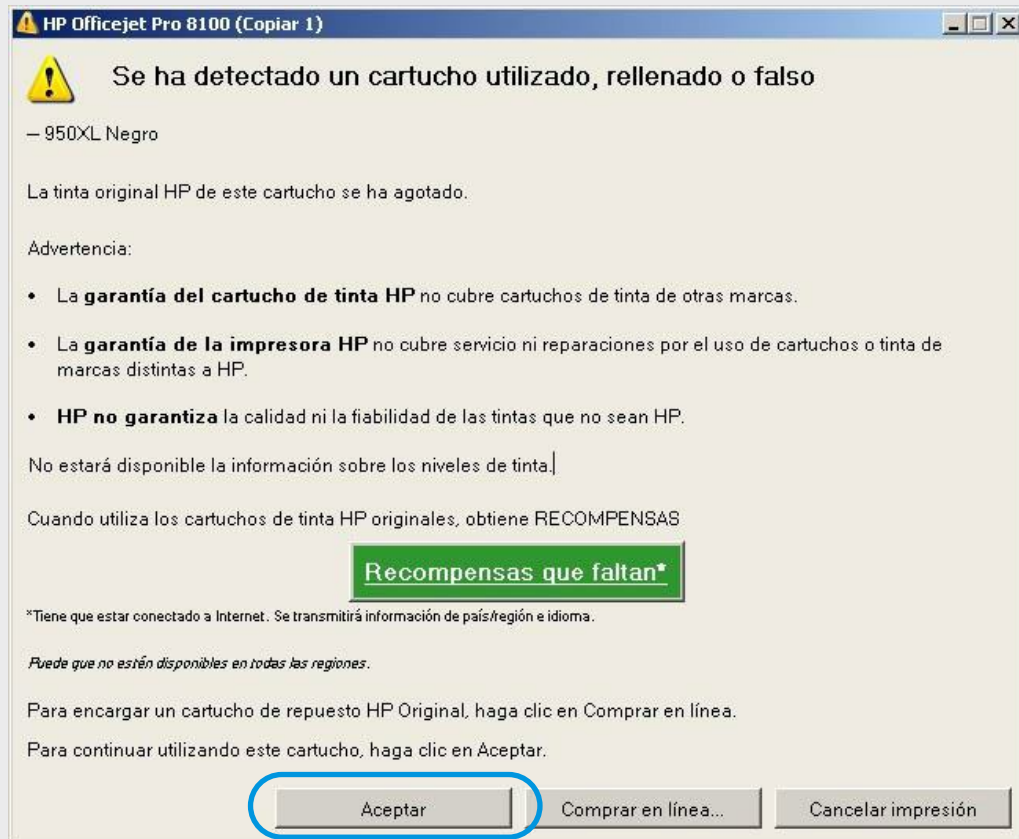 HP Officejet Pro 8100 (Copiar 1)
Se ha detectado un cartucho utilizado, rellenado o falso
– 950XL Negro
La tinta original HP de este cartucho se ha agotado.
Advertencia:
• La garantía del cartucho de tinta HP no cubre cartuchos de tinta de otras marcas.
• La garantía de la impresora HP no cubre servicio ni reparaciones por el uso de cartuchos o tinta de
marcas distintas a HP.
• HP no garantiza la calidad ni la fiabilidad de las tintas que no sean HP.
No estará disponible la información sobre los niveles de tinta.
Cuando utiliza los cartuchos de tinta HP originales, obtiene RECOMPENSAS
Recompensas que faltan*
*Tiene que estar conectado a Internet. Se transmitirá información de país/región e idioma.
Puede que no estén disponibles en todas las regiones.
Para encargar un cartucho de repuesto HP Original, haga clic en Comprar en línea.
Para continuar utilizando este cartucho, haga clic en Aceptar.
Aceptar Comprar en línea... Cancelar impresión